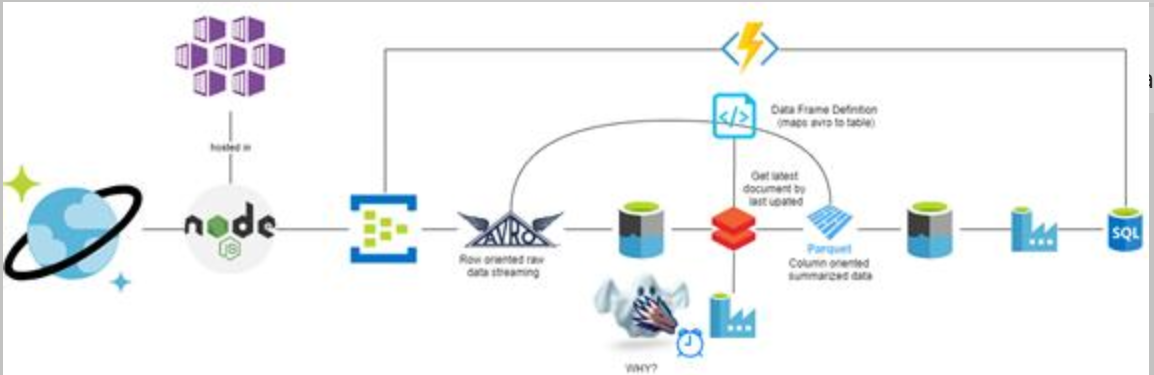 Data Frame Definition
(maps avro to table)
hosted in
Get latest
document by
last upated
node
JS
AVRO
SQL
Row oriented raw
data streaming
Parquet
Column oriented
summarized data
WHY?
a